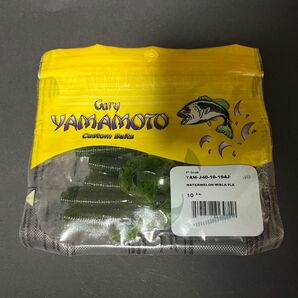 Gary
YAMAMOTO
Custom Baits
YAM-J40-10-194J
WATERMELON W/BLK FLK
10